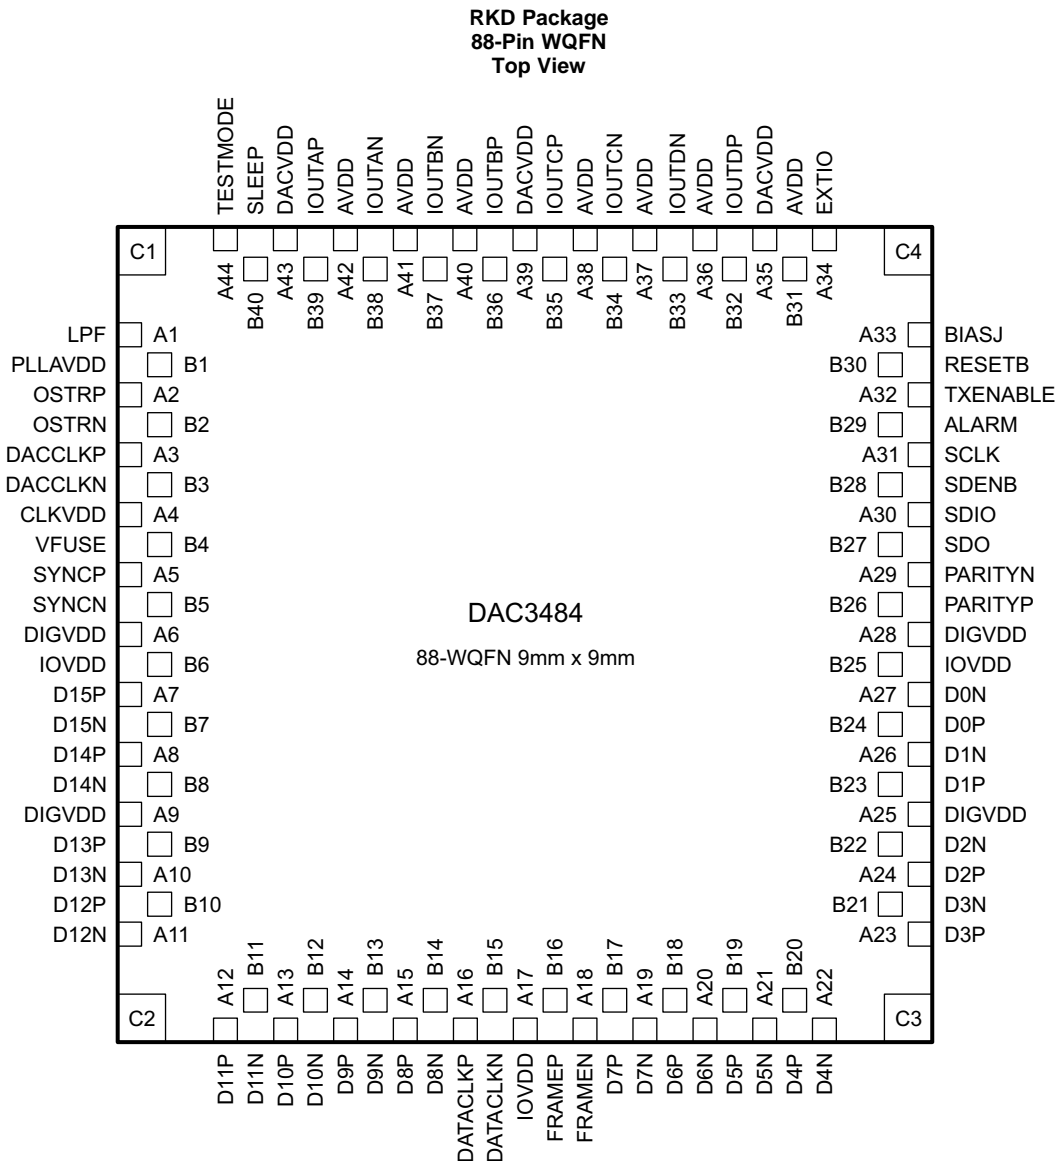 RKD Package
88-Pin WQFN
Top View
TESTMODE
SLEEP
DACVDD
IOUTAP
AVDD
IOUTAN
AVDD
IOUTBN
AVDD
IOUTBP
DACVDD
IOUTCP
AVDD
IOUTCN
AVDD
IOUTDN
AVDD
IOUTDP
DACVDD
AVDD
EXTIO
C1
A44
B40
A43
B39
A42
B38
A41
B37
A40
B36
A39
B35
A38
B34
A37
B33
A36
B32
A35
B31
A34
C4
LPF A1
PLLAVDD B1
OSTRP A2
OSTRN B2
DACCLKP A3
DACCLKN B3
CLKVDD A4
VFUSE B4
SYNCP A5
SYNCN B5
DIGVDD A6
IOVDD B6
D15P A7
D15N B7
D14P A8
D14N B8
DIGVDD A9
D13P B9
D13N A10
D12P B10
D12N A11
DAC3484
88-WQFN 9mm x 9mm
A33 BIASJ
B30 RESETB
A32 TXENABLE
B29 ALARM
A31 SCLK
B28 SDENB
A30 SDIO
B27 SDO
A29 PARITYN
B26 PARITYP
A28 DIGVDD
B25 IOVDD
A27 D0N
B24 D0P
A26 D1N
B23 D1P
A25 DIGVDD
B22 D2N
A24 D2P
B21 D3N
A23 D3P
C2
A12
B11
A13
B12
A14
B13
A15
B14
A16
B15
A17
B16
A18
B17
A19
B18
A20
B19
A21
B20
A22
C3
D11P
D11N
D10P
D10N
D9P
D9N
D8P
D8N
DATACLKP
DATACLKN
IOVDD
FRAMEP
FRAMEN
D7P
D7N
D6P
D6N
D5P
D5N
D4P
D4N